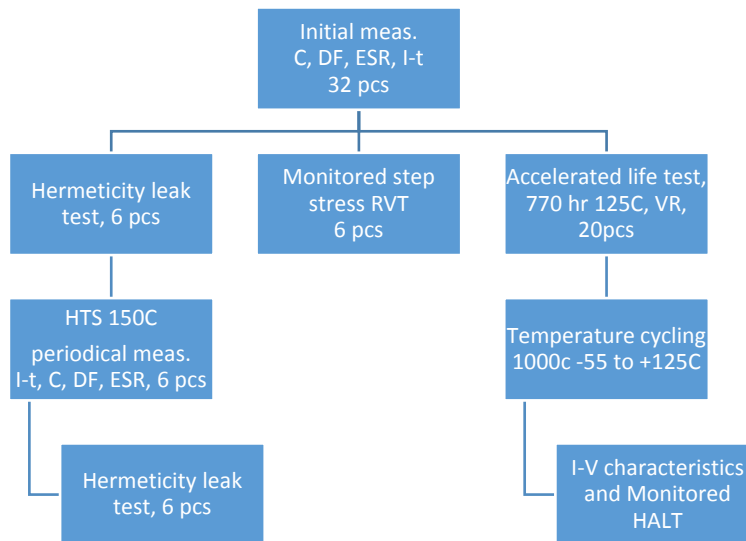 Initial meas.
C, DF, ESR, I-t
32 pcs
Hermeticity leak
test, 6 pcs
Monitored step
stress RVT
6 pcs
Accelerated life test,
770 hr 125C, VR,
20pcs
HTS 150C
periodical meas.
I-t, C, DF, ESR, 6 pcs
Temperature cycling
1000c -55 to +125C
Hermeticity leak
test, 6 pcs
I-V characteristics
and Monitored
HALT